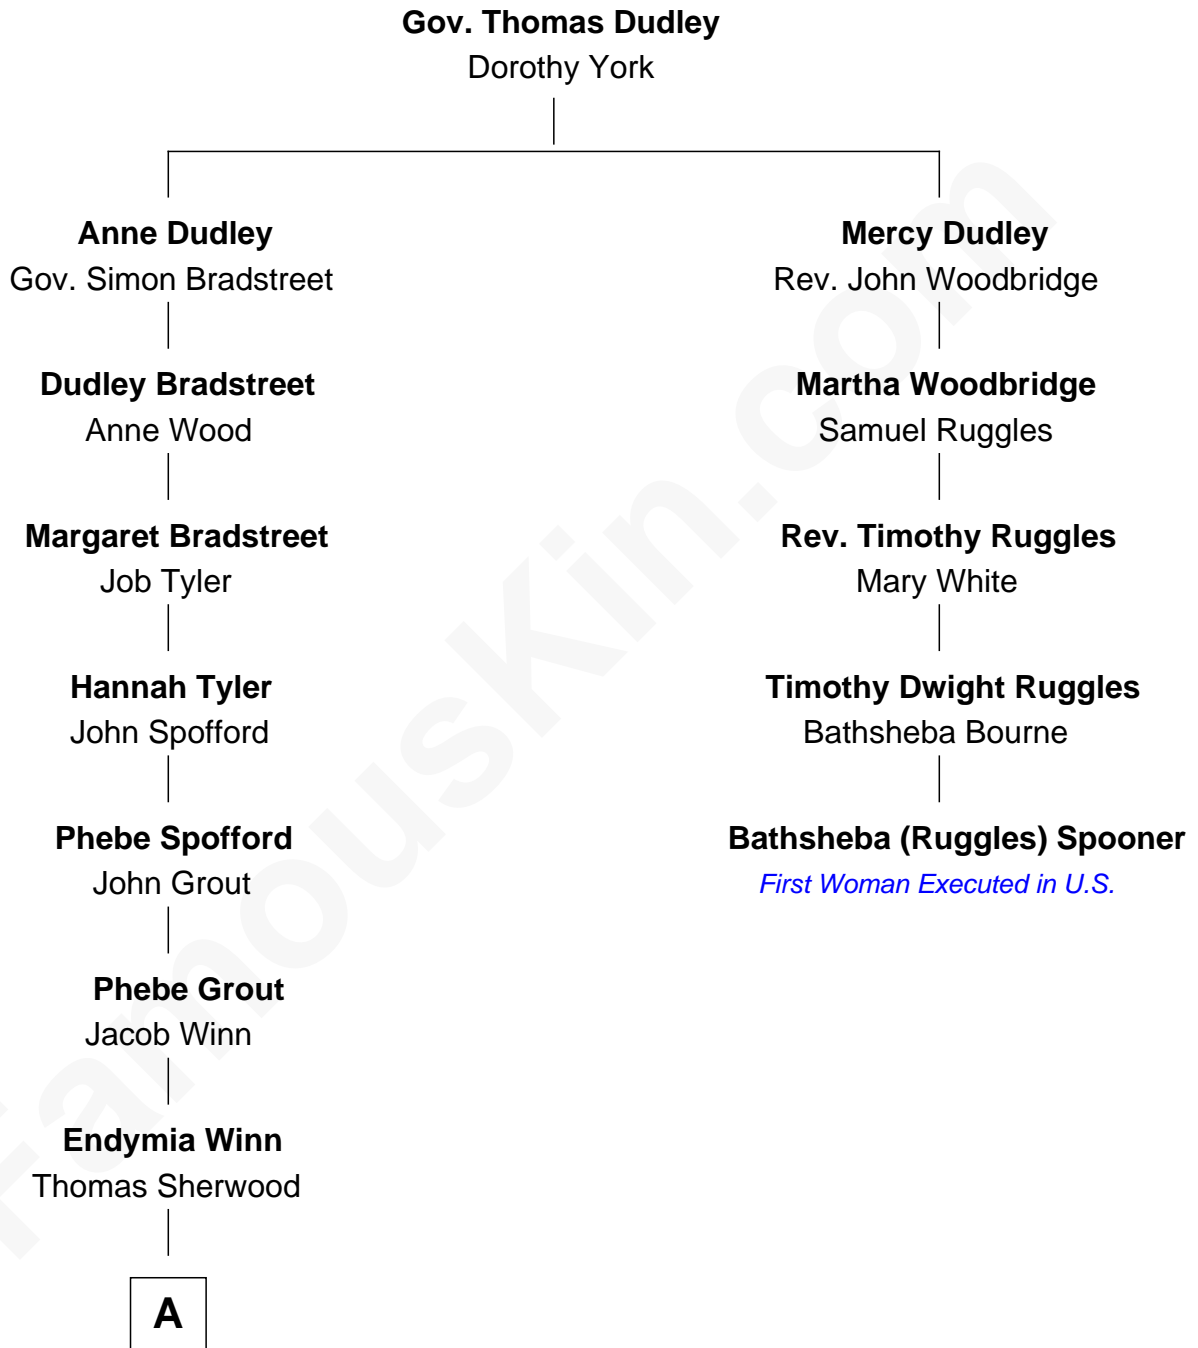 Gov. Thomas Dudley
Dorothy York
Anne Dudley
Gov. Simon Bradstreet
Mercy Dudley
Rev. John Woodbridge
Dudley Bradstreet
Anne Wood
Martha Woodbridge
Samuel Ruggles
Margaret Bradstreet
Job Tyler
Rev. Timothy Ruggles
Mary White
Hannah Tyler
John Spofford
Timothy Dwight Ruggles
Bathsheba Bourne
Phebe Spofford
John Grout
Bathsheba (Ruggles) Spooner
First Woman Executed in U.S.
Phebe Grout
Jacob Winn
Endymia Winn
Thomas Sherwood
A
FamousKin.com